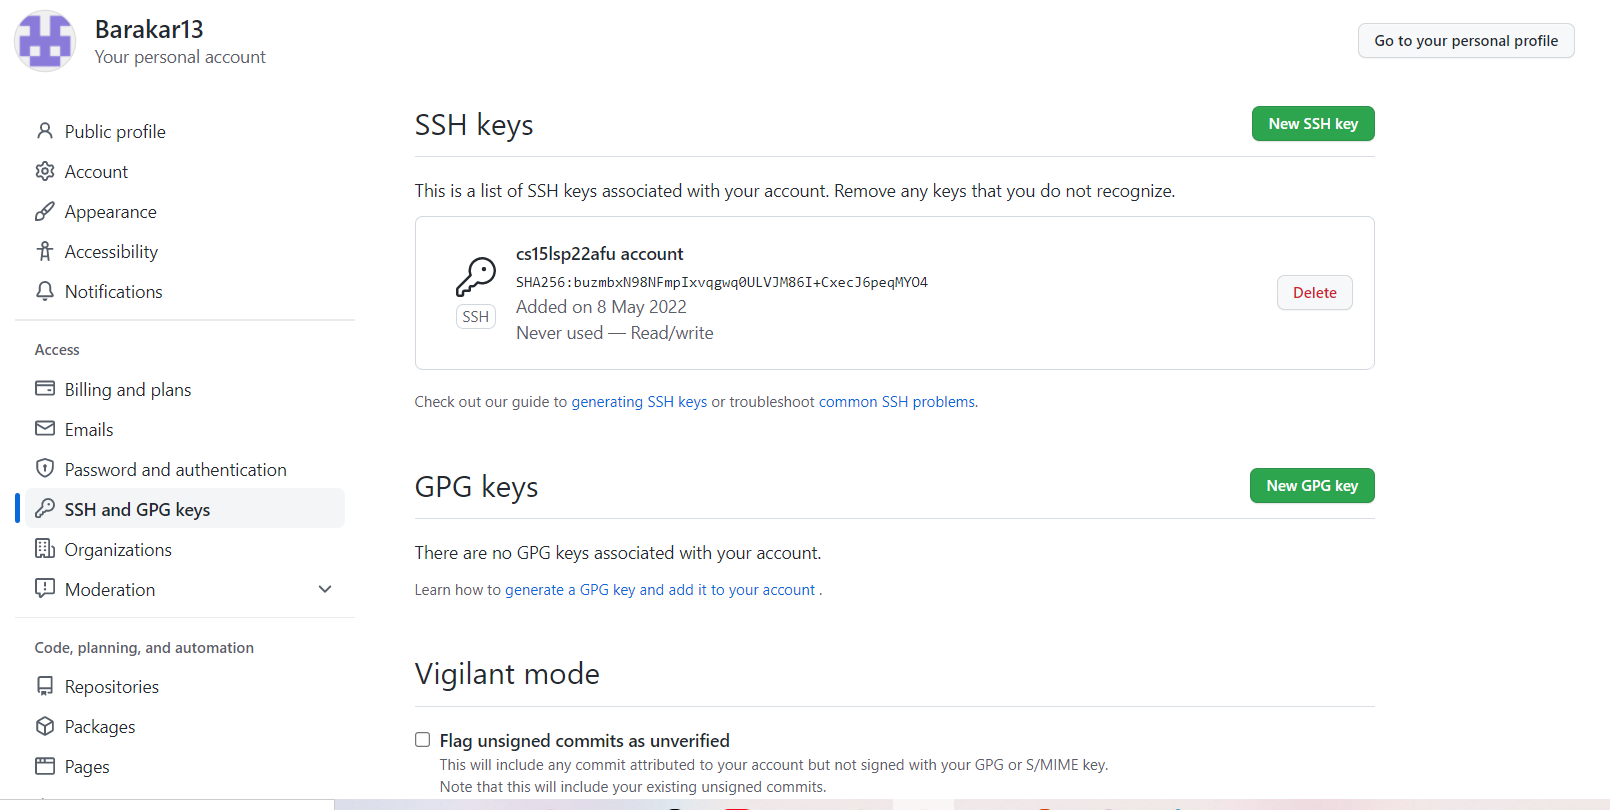 Barakar13
Your personal account
Go to your personal profile
Public profile
Account
Appearance
Accessibility
Notifications
Access
Billing and plans
Emails
Password and authentication
SSH and GPG keys
Organizations
Moderation
Code, planning, and automation
Repositories
Packages
Pages
SSH keys
New SSH key
This is a list of SSH keys associated with your account. Remove any keys that you do not recognize.
cs15lsp22afu account
SHA256:buzmbxN98NFmpIxvqgwq0ULVJM86I+CxecJ6peqMYO4
Added on 8 May 2022
Never used — Read/write
SSH
Delete
Check out our guide to generating SSH keys or troubleshoot common SSH problems.
GPG keys
New GPG key
There are no GPG keys associated with your account.
Learn how to generate a GPG key and add it to your account .
Vigilant mode
Flag unsigned commits as unverified
This will include any commit attributed to your account but not signed with your GPG or S/MIME key.
Note that this will include your existing unsigned commits.